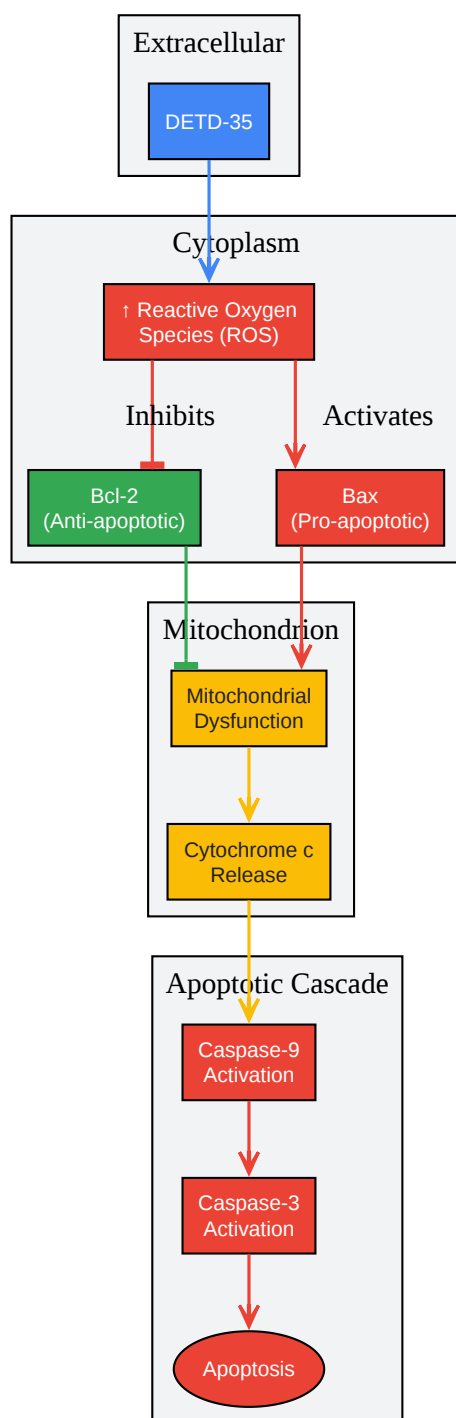 Extracellular
DETD-35
Cytoplasm
↑ Reactive Oxygen
Species (ROS)
Inhibits
Activates
Bcl-2
(Anti-apoptotic)
Bax
(Pro-apoptotic)
Mitochondrion
Mitochondrial
Dysfunction
Cytochrome c
Release
Apoptotic Cascade
Caspase-9
Activation
Caspase-3
Activation
Apoptosis